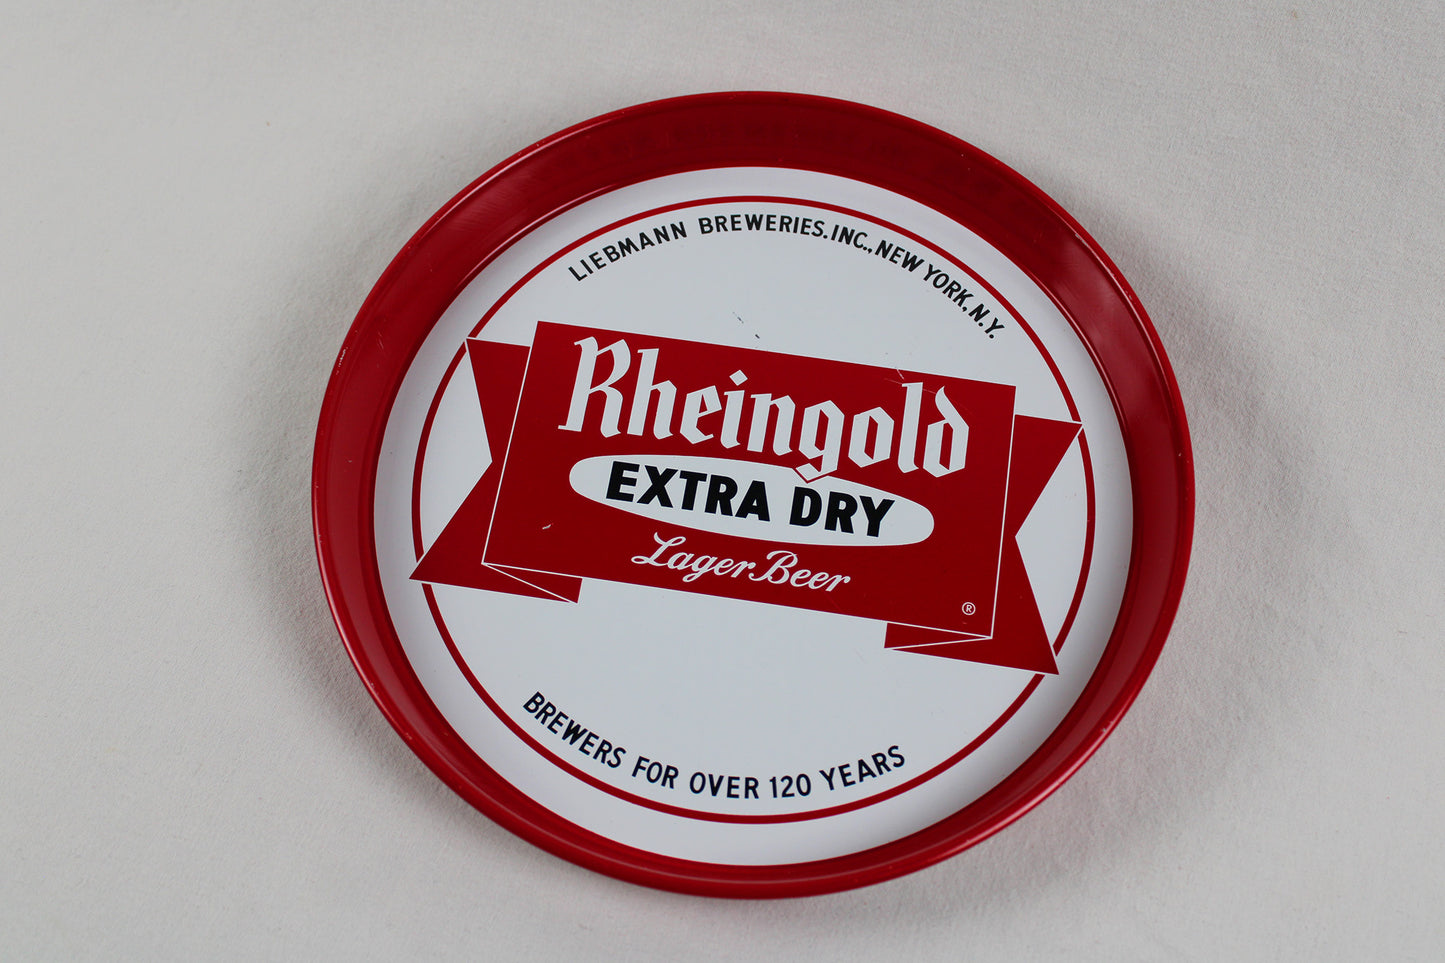 LIEBMANN BREWERIES, INC., NEW YORK, N.Y.
Rheingold
EXTRA DRY
Lager Beer
®
BREWERS FOR OVER 120 YEARS